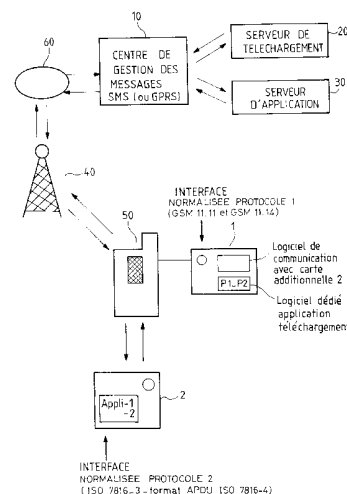 10
60
CENTRE DE
GESTION DES
MESSAGES
SMS (ou GPRS)
20
SERVEUR DE
TELECHARGEMENT
30
SERVEUR
D'APPLICATION
40
INTERFACE
NORMALISEE PROTOCOLE 1
(GSM 11.11 et GSM 11.14)
50
1
Logiciel de
communication
avec carte
additionnelle 2
P1_P2
Logiciel dédié
application
téléchargement
Appli-1
-2
2
INTERFACE
NORMALISEE PROTOCOLE 2
(ISO 7816-3-format APDU ISO 7816-4)